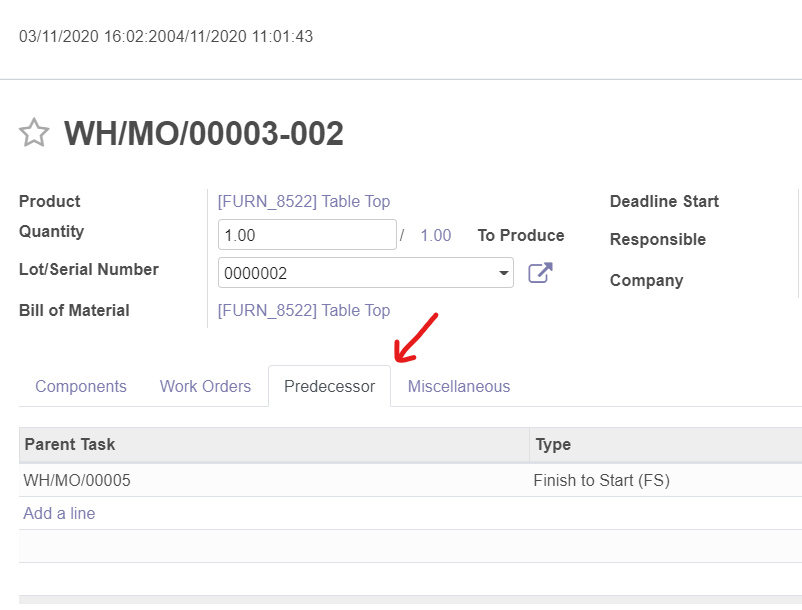 03/11/2020 16:02:2004/11/2020 11:01:43
WH/MO/00003-002
Product [FURN_8522] Table Top Deadline Start
Quantity 1.00 / 1.00 To Produce Responsible
Lot/Serial Number 0000002 Company
Bill of Material [FURN_8522] Table Top
Components Work Orders Predecessor Miscellaneous
Parent Task Type
WH/MO/00005 Finish to Start (FS)
Add a line